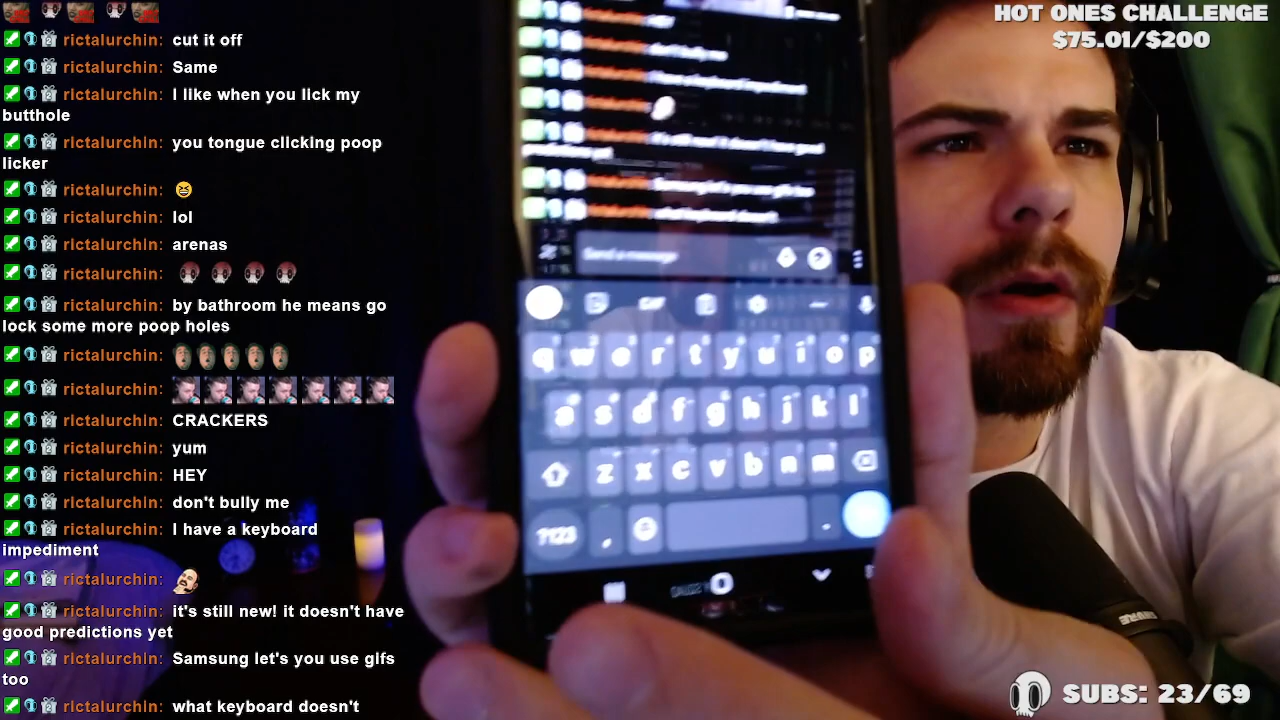 HOT ONES CHALLENGE
$75.01/$200
rictalurchin: cut it off
rictalurchin: Same
rictalurchin: I like when you lick my
butthole
rictalurchin: you tongue clicking poop
licker
rictalurchin:
rictalurchin: lol
rictalurchin: arenas
rictalurchin:
rictalurchin: by bathroom he means go
lock some more poop holes
rictalurchin:
rictalurchin:
rictalurchin: CRACKERS
rictalurchin: yum
rictalurchin: HEY
rictalurchin: don't bully me
rictalurchin: I have a keyboard
impediment
rictalurchin:
rictalurchin: it's still new! it doesn't have
good predictions yet
rictalurchin: Samsung let's you use gifs
too
rictalurchin: what keyboard doesn't
Send a message
GIF
q w e r t y u i o p
a s d f g h j k l
z x c v b n m
?123 , .
SUBS: 23/69